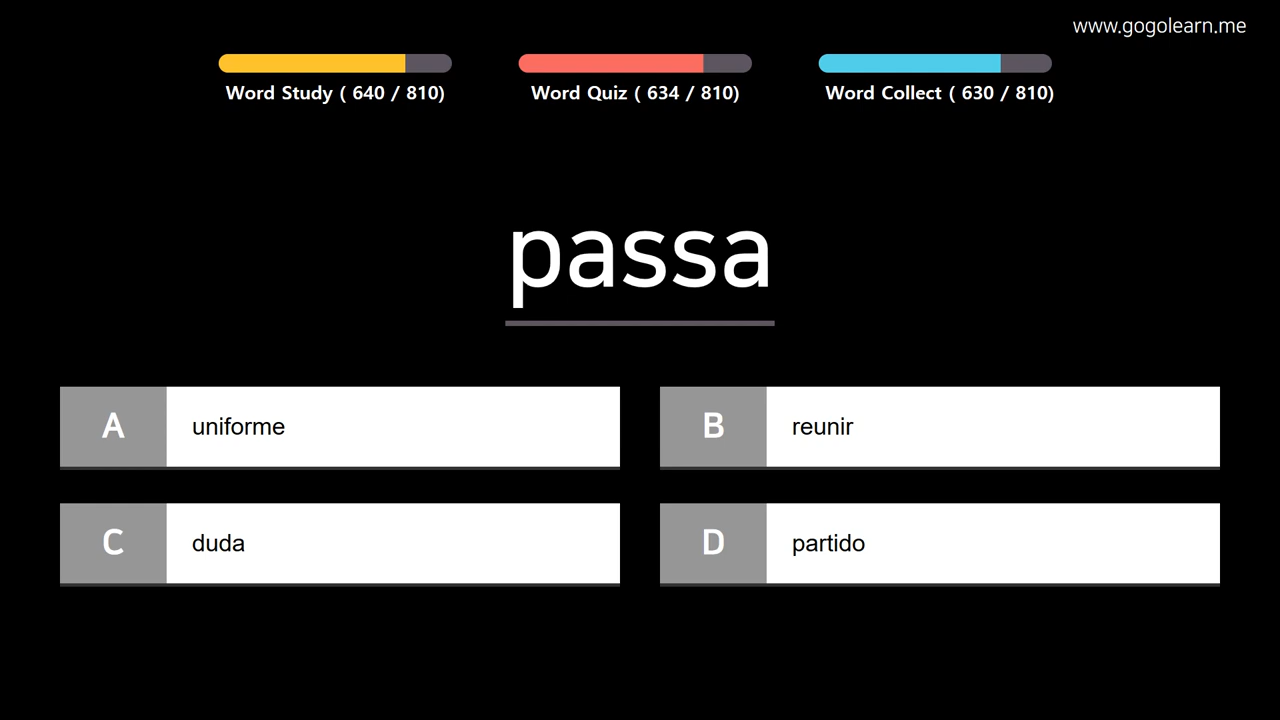 www.gogolearn.me
Word Study ( 640 / 810)
Word Quiz ( 634 / 810)
Word Collect ( 630 / 810)
passa
A uniforme
B reunir
C duda
D partido